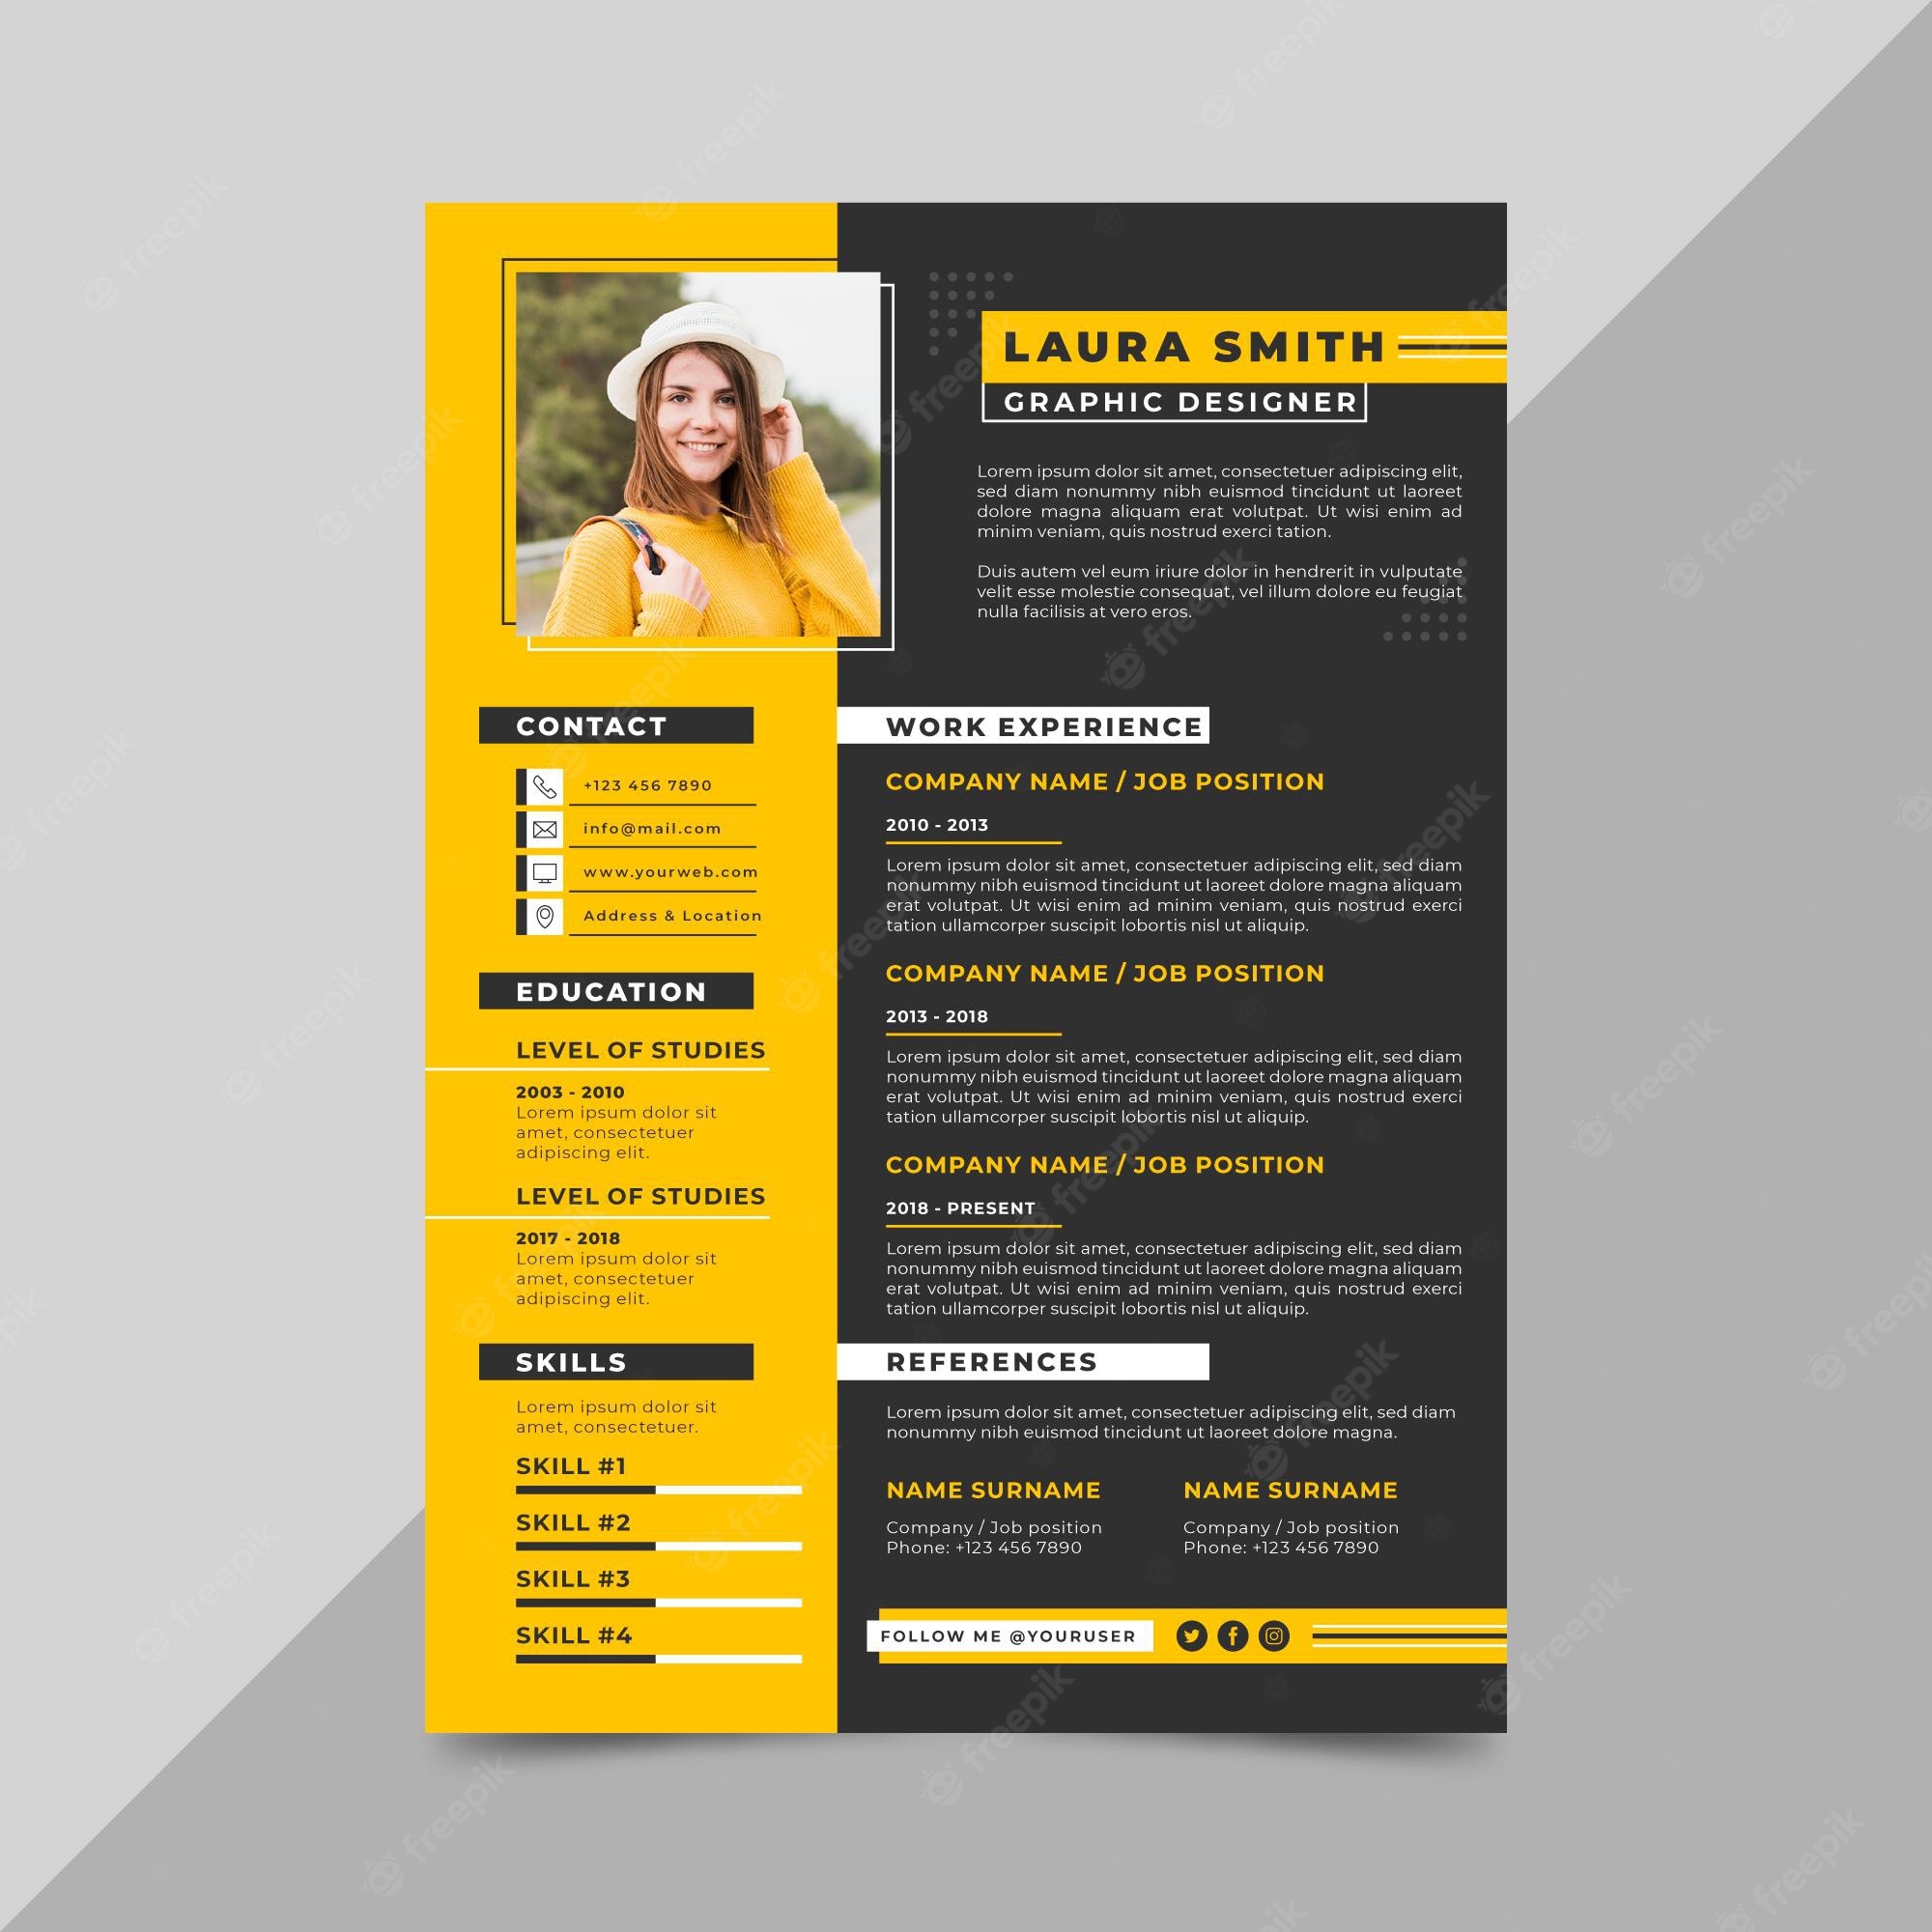 LAURA SMITH
GRAPHIC DESIGNER
Lorem ipsum dolor sit amet, consectetuer adipiscing elit,
sed diam nonummy nibh euismod tincidunt ut laoreet
dolore magna aliquam erat volutpat. Ut wisi enim ad
minim veniam, quis nostrud exerci tation.
Duis autem vel eum iriure dolor in hendrerit in vulputate
velit esse molestie consequat, vel illum dolore eu feugiat
nulla facilisis at vero eros.
CONTACT
+123 456 7890
info@mail.com
www.yourweb.com
Address & Location
EDUCATION
LEVEL OF STUDIES
2003 - 2010
Lorem ipsum dolor sit
amet, consectetuer
adipiscing elit.
LEVEL OF STUDIES
2017 - 2018
Lorem ipsum dolor sit
amet, consectetuer
adipiscing elit.
SKILLS
Lorem ipsum dolor sit
amet, consectetuer.
SKILL #1
SKILL #2
SKILL #3
SKILL #4
WORK EXPERIENCE
COMPANY NAME / JOB POSITION
2010 - 2013
Lorem ipsum dolor sit amet, consectetuer adipiscing elit, sed diam
nonummy nibh euismod tincidunt ut laoreet dolore magna aliquam
erat volutpat. Ut wisi enim ad minim veniam, quis nostrud exerci
tation ullamcorper suscipit lobortis nisl ut aliquip.
COMPANY NAME / JOB POSITION
2013 - 2018
Lorem ipsum dolor sit amet, consectetuer adipiscing elit, sed diam
nonummy nibh euismod tincidunt ut laoreet dolore magna aliquam
erat volutpat. Ut wisi enim ad minim veniam, quis nostrud exerci
tation ullamcorper suscipit lobortis nisl ut aliquip.
COMPANY NAME / JOB POSITION
2018 - PRESENT
Lorem ipsum dolor sit amet, consectetuer adipiscing elit, sed diam
nonummy nibh euismod tincidunt ut laoreet dolore magna aliquam
erat volutpat. Ut wisi enim ad minim veniam, quis nostrud exerci
tation ullamcorper suscipit lobortis nisl ut aliquip.
REFERENCES
Lorem ipsum dolor sit amet, consectetuer adipiscing elit, sed diam
nonummy nibh euismod tincidunt ut laoreet dolore magna.
NAME SURNAME
Company / Job position
Phone: +123 456 7890
NAME SURNAME
Company / Job position
Phone: +123 456 7890
FOLLOW ME @YOURUSER
freepik